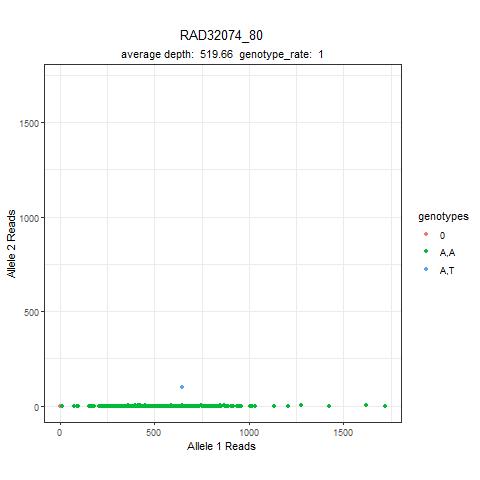 RAD32074_80
average depth: 519.66 genotype_rate: 1
1500
1000
500
0
Allele 2 Reads
0 500 1000 1500
Allele 1 Reads
genotypes
0
A,A
A,T